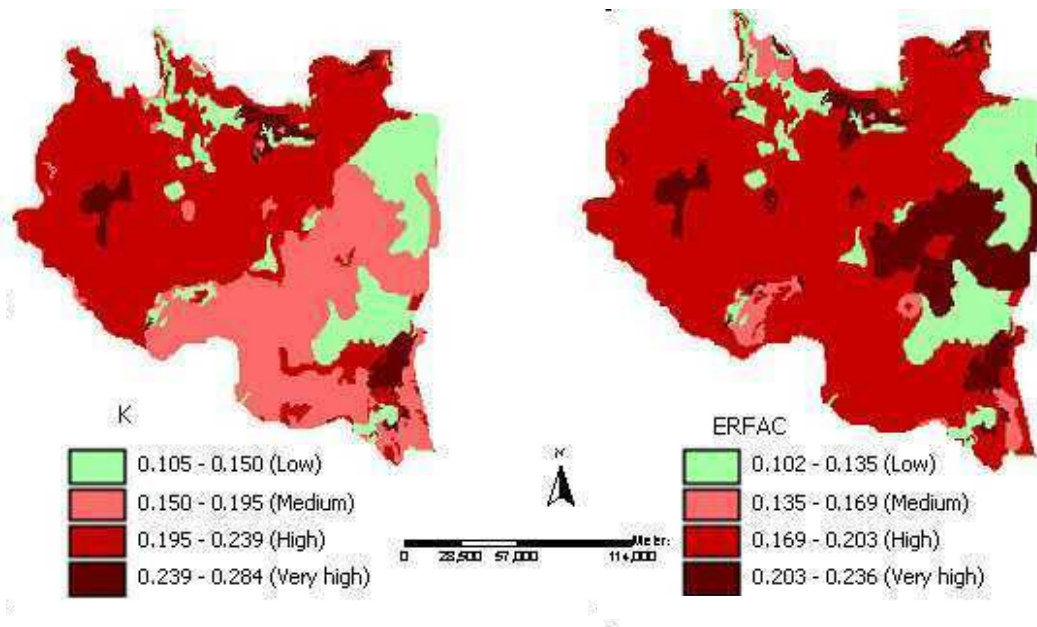 K
0.105 - 0.150 (Low)
0.150 - 0.195 (Medium)
0.195 - 0.239 (High)
0.239 - 0.284 (Very high)
N
Meter:
0 28,500 57,000 114,000
ERFAC
0.102 - 0.135 (Low)
0.135 - 0.169 (Medium)
0.169 - 0.203 (High)
0.203 - 0.236 (Very high)